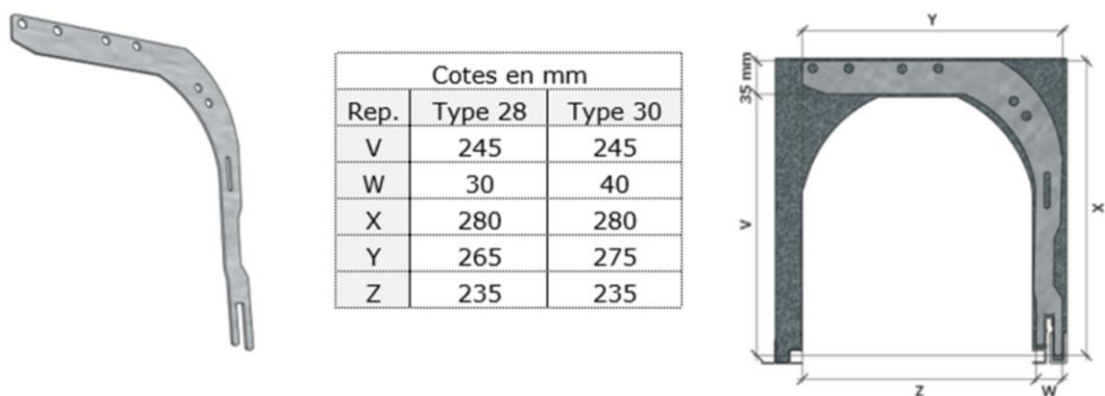 Cotes en mm
Rep. Type 28 Type 30
V 245 245
W 30 40
X 280 280
Y 265 275
Z 235 235
Y
35 mm
V
X
Z
W